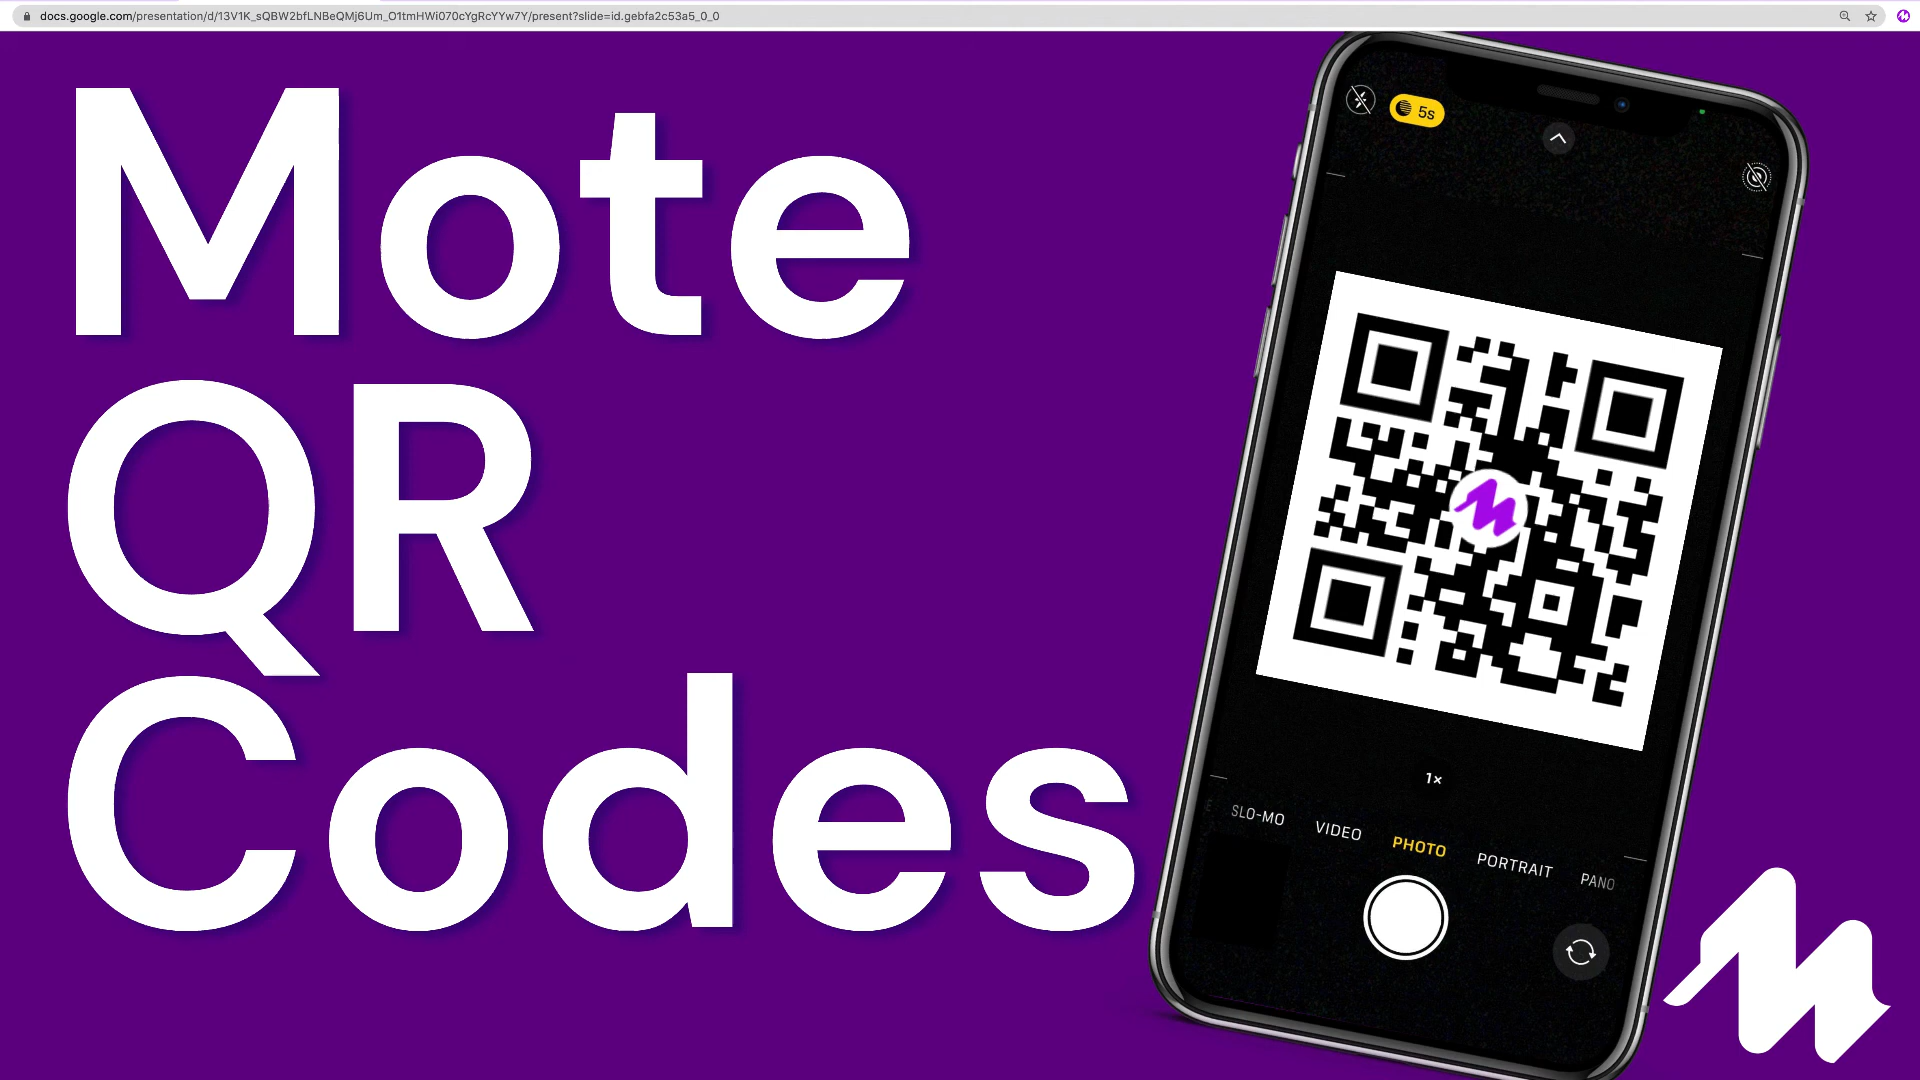 docs.google.com/presentation/d/13V1K_sQBW2bfLNBeQMj6Um_O1tmHWi070cYgRcYYw7Y/present?slide=id.gebfa2c53a5_0_0
Mote
QR
Codes
5s
1×
SLO-MO VIDEO PHOTO PORTRAIT PANO